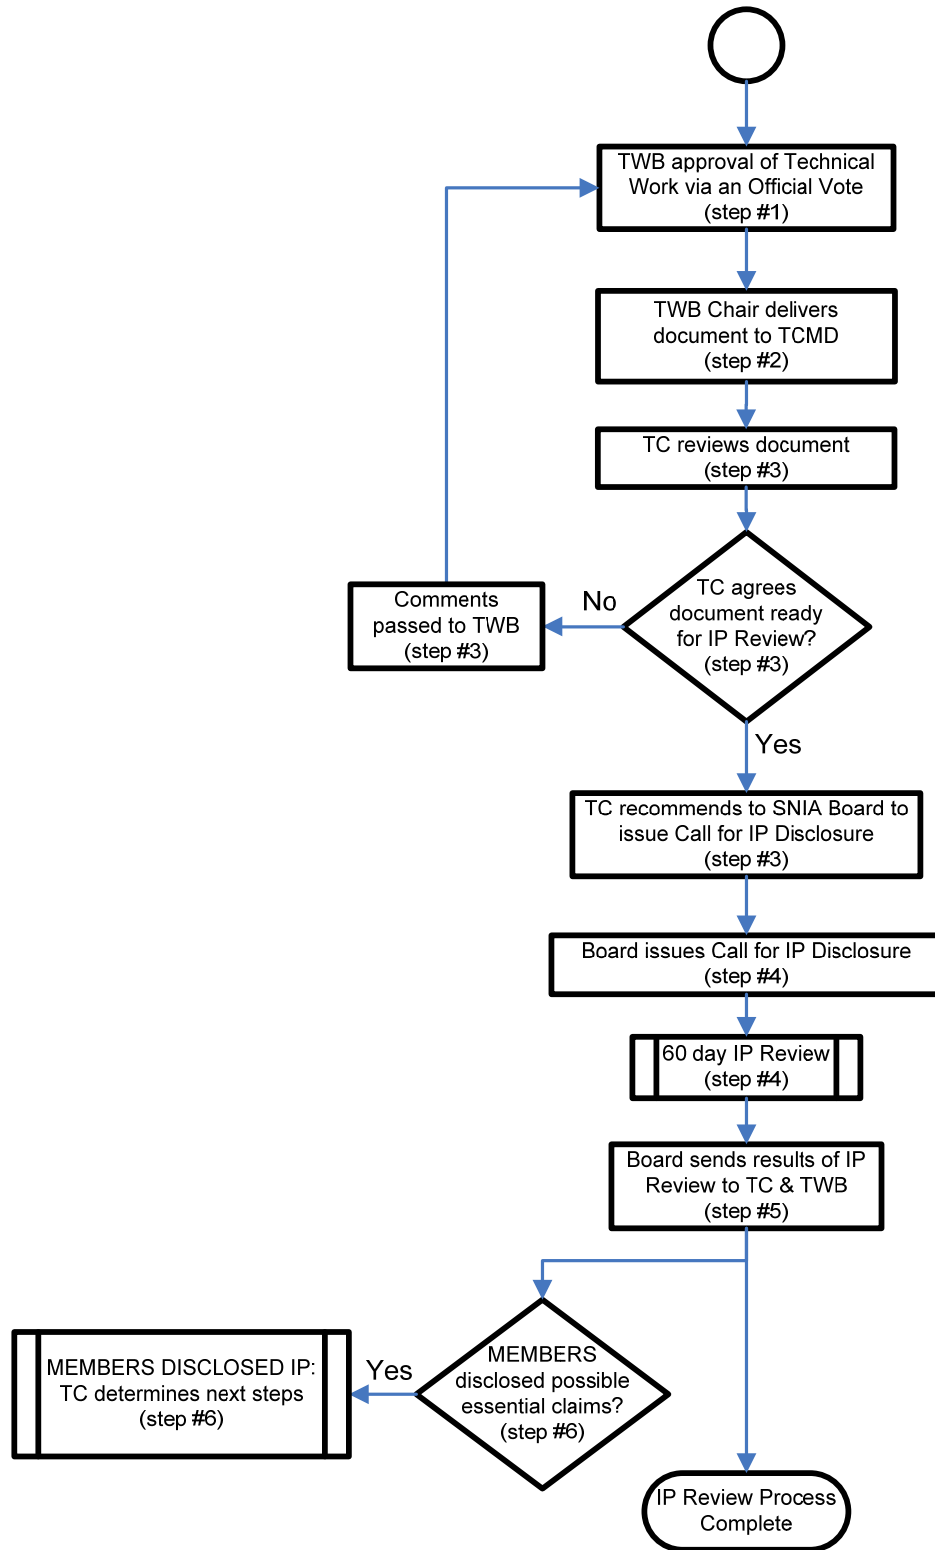 TWB approval of Technical
Work via an Official Vote
(step #1)
TWB Chair delivers
document to TCMD
(step #2)
TC reviews document
(step #3)
TC agrees
document ready
for IP Review?
(step #3)
No
Comments
passed to TWB
(step #3)
Yes
TC recommends to SNIA Board to
issue Call for IP Disclosure
(step #3)
Board issues Call for IP Disclosure
(step #4)
60 day IP Review
(step #4)
Board sends results of IP
Review to TC & TWB
(step #5)
MEMBERS
disclosed possible
essential claims?
(step #6)
Yes
MEMBERS DISCLOSED IP:
TC determines next steps
(step #6)
IP Review Process
Complete